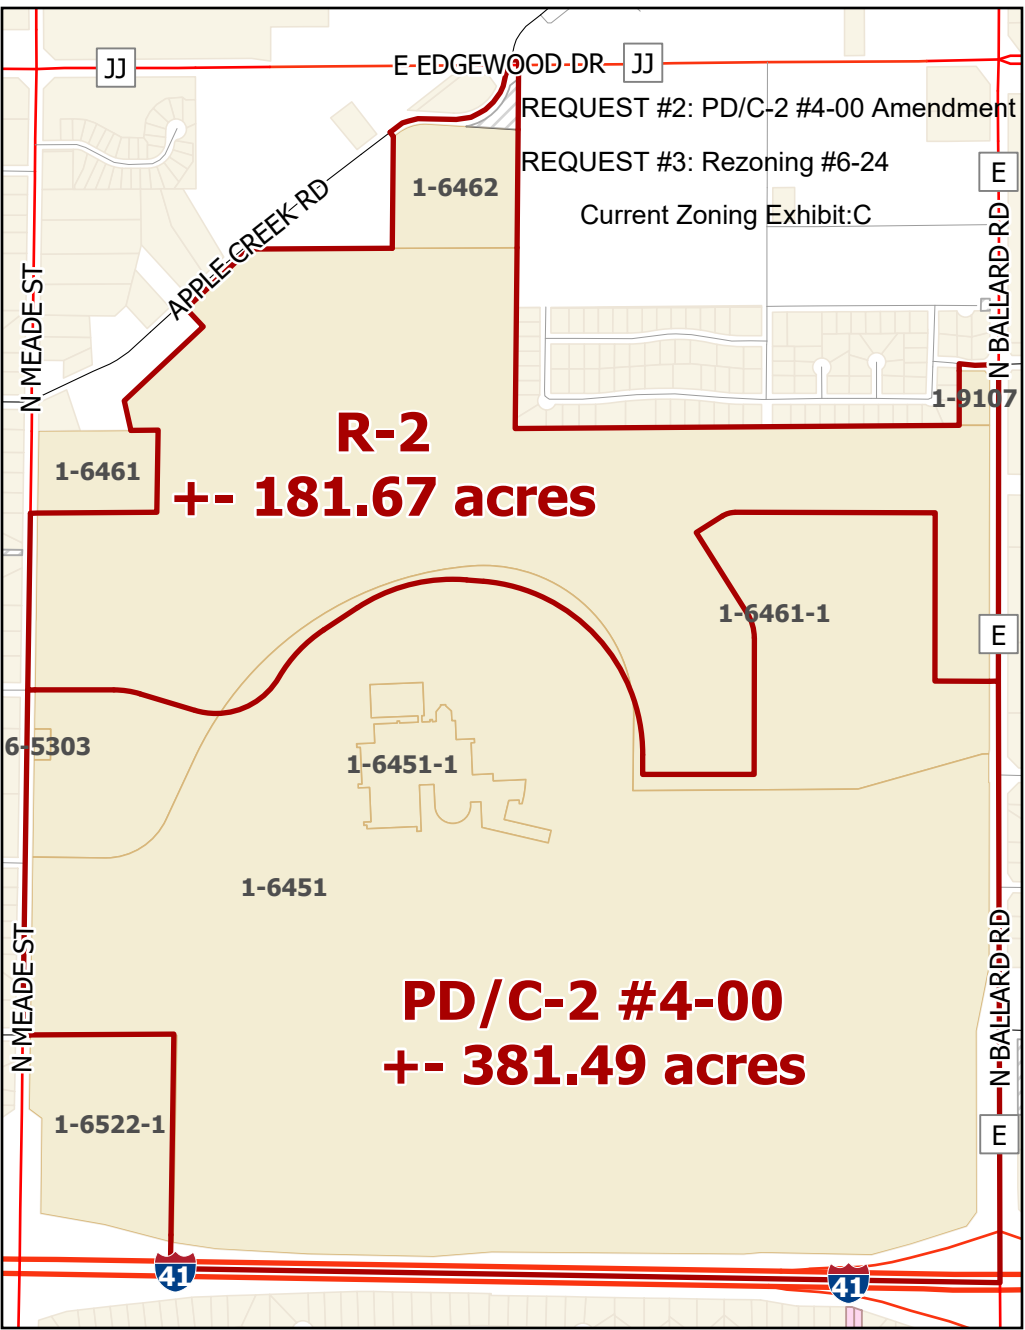 JJ
E EDGEWOOD DR
JJ
REQUEST #2: PD/C-2 #4-00 Amendment
REQUEST #3: Rezoning #6-24
Current Zoning Exhibit:C
E
1-6462
APPLE CREEK RD
N MEADE ST
N BALLARD RD
1-9107
R-2
+- 181.67 acres
1-6461
1-6461-1
E
6-5303
1-6451-1
1-6451
N MEADE ST
N BALLARD RD
PD/C-2 #4-00
+- 381.49 acres
1-6522-1
E
41
41